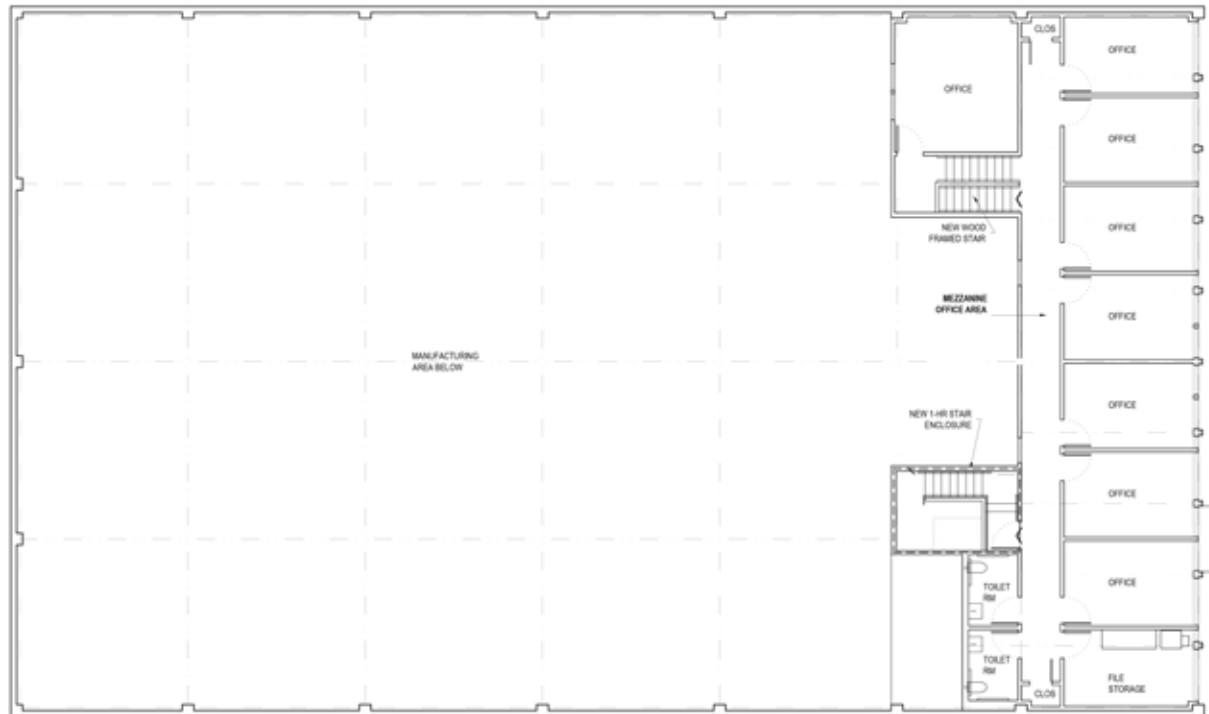 CLOS
OFFICE
OFFICE
OFFICE
NEW WOOD
FRAMED STAIR
OFFICE
MEZZANINE
OFFICE AREA
OFFICE
MANUFACTURING
AREA BELOW
OFFICE
NEW 1-HR STAIR
ENCLOSURE
OFFICE
TOILET
RM
OFFICE
TOILET
RM
FILE
STORAGE
CLOS